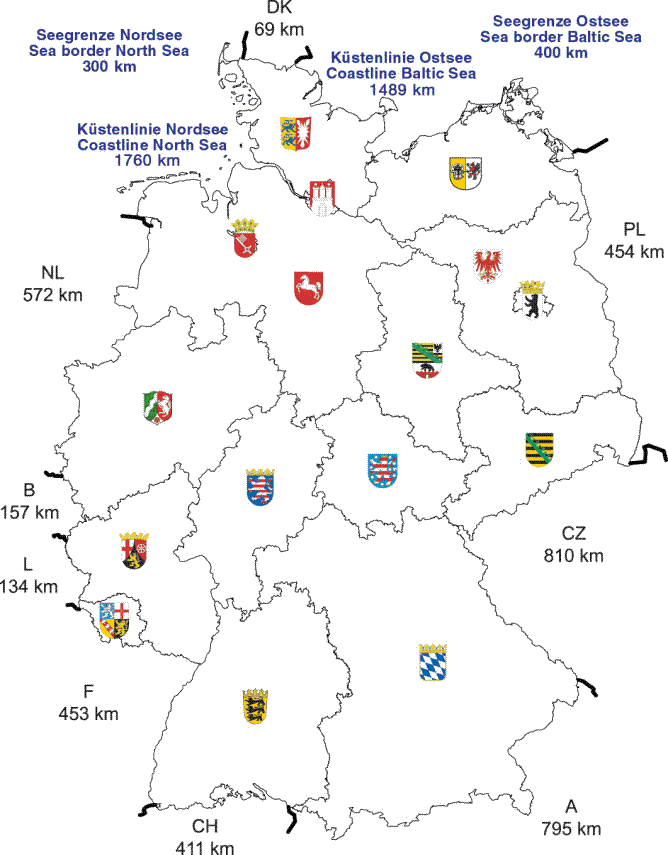 DK
69 km
Seegrenze Nordsee
Sea border North Sea
300 km
Seegrenze Ostsee
Sea border Baltic Sea
400 km
Küstenlinie Ostsee
Coastline Baltic Sea
1489 km
Küstenlinie Nordsee
Coastline North Sea
1760 km
PL
454 km
NL
572 km
B
157 km
CZ
810 km
L
134 km
F
453 km
A
795 km
CH
411 km